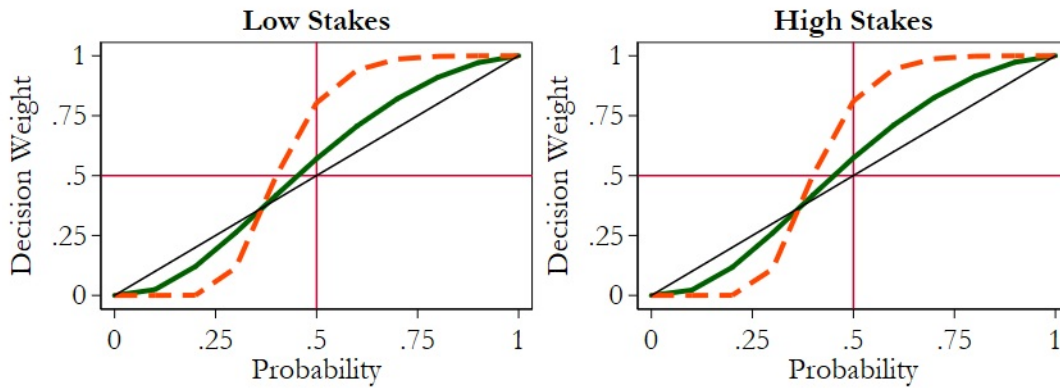 Low Stakes
Decision Weight
1
.75
.5
.25
0
0 .25 .5 .75 1
Probability
High Stakes
Decision Weight
1
.75
.5
.25
0
0 .25 .5 .75 1
Probability